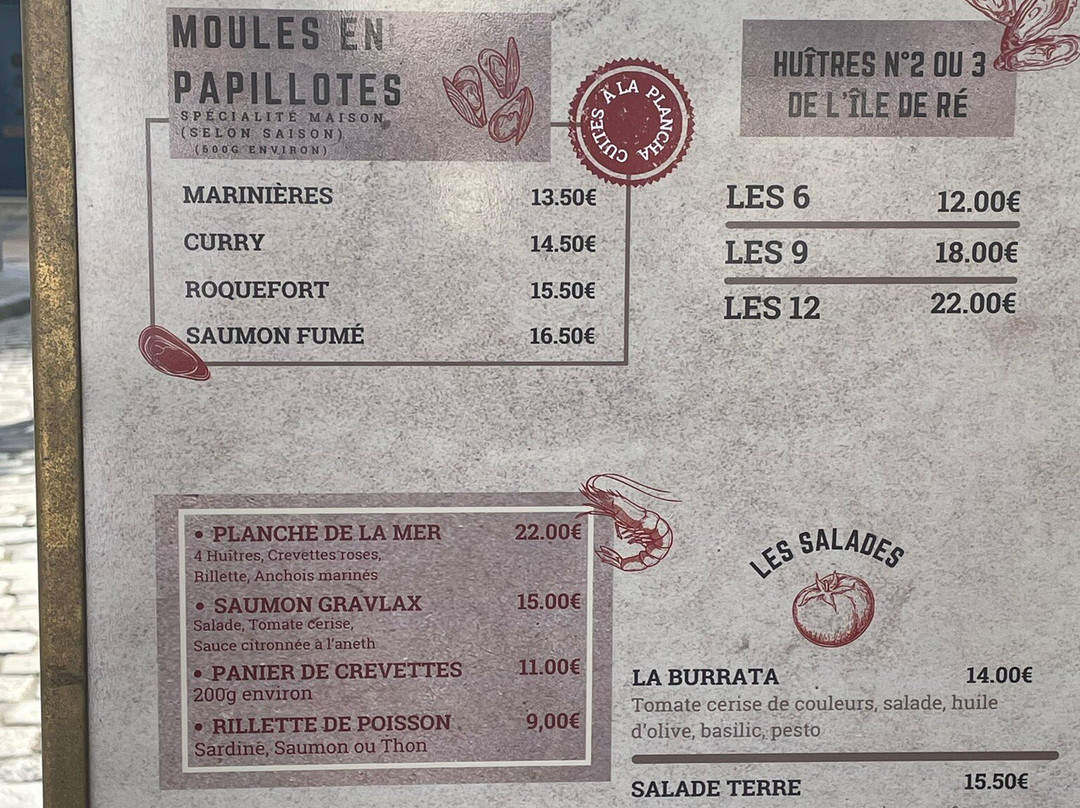 MOULES EN
PAPILLOTES
SPÉCIALITÉ MAISON
(SELON SAISON)
(500G ENVIRON)
CUITES À LA PLANCHA
MARINIÈRES 13.50€
CURRY 14.50€
ROQUEFORT 15.50€
SAUMON FUMÉ 16.50€
HUÎTRES N°2 OU 3
DE L'ÎLE DE RÉ
LES 6 12.00€
LES 9 18.00€
LES 12 22.00€
• PLANCHE DE LA MER 22.00€
4 Huîtres, Crevettes roses,
Rillette, Anchois marinés
• SAUMON GRAVLAX 15.00€
Salade, Tomate cerise,
Sauce citronnée à l'aneth
• PANIER DE CREVETTES 11.00€
200g environ
• RILLETTE DE POISSON 9,00€
Sardine, Saumon ou Thon
LES SALADES
LA BURRATA 14.00€
Tomate cerise de couleurs, salade, huile
d'olive, basilic, pesto
SALADE TERRE 15.50€